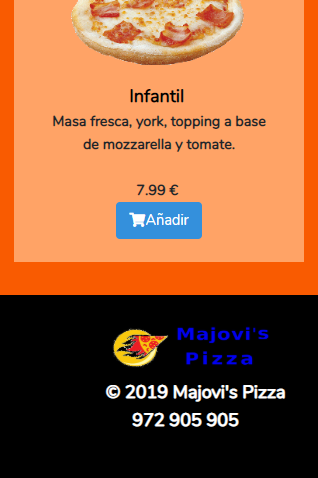 Infantil
Masa fresca, york, topping a base
de mozzarella y tomate.
7.99 €
Añadir
Majovi's
Pizza
© 2019 Majovi's Pizza
972 905 905